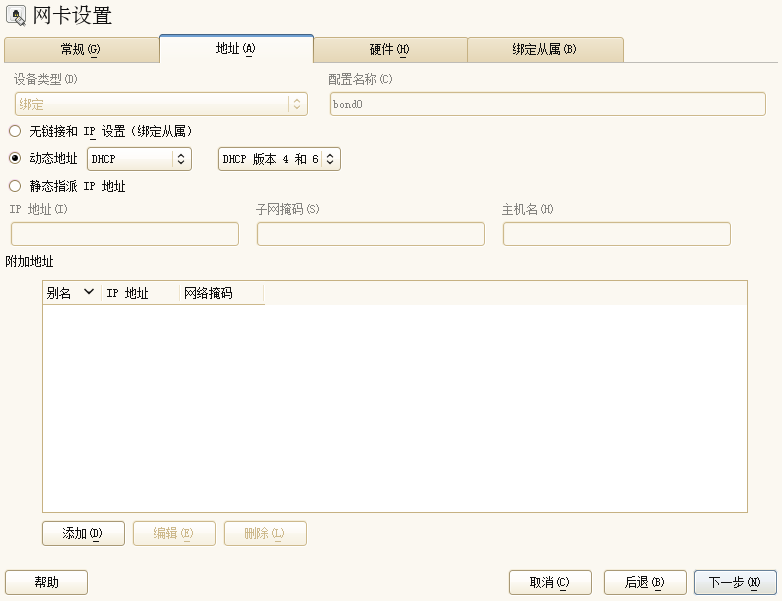 网卡设置
常规(G) 地址(A) 硬件(H) 绑定从属(B)
设备类型(D) 配置名称(C)
绑定 bond0
无链接和 IP 设置(绑定从属)
动态地址 DHCP DHCP 版本 4 和 6
静态指派 IP 地址
IP 地址(I) 子网掩码(S) 主机名(H)
附加地址
别名 IP 地址 网络掩码
添加(D) 编辑(E) 删除(L)
帮助 取消(C) 后退(B) 下一步(N)